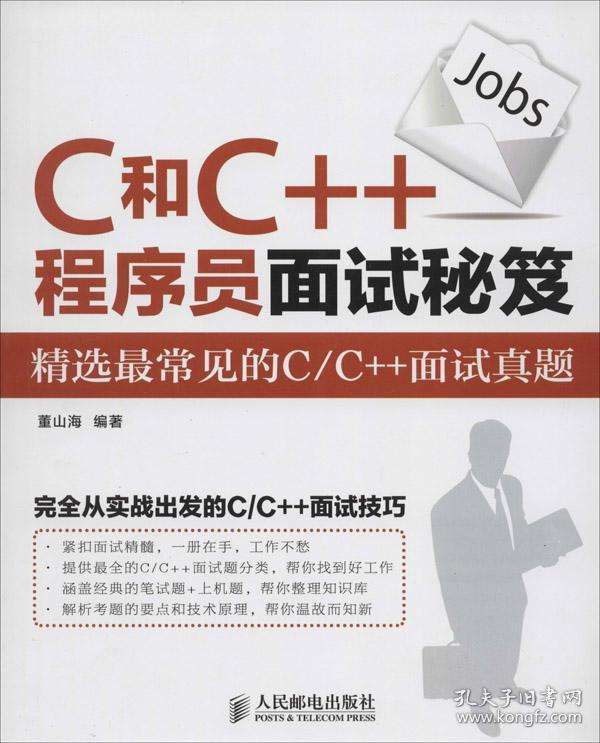 Jobs
C和C++
程序员面试秘笈
精选最常见的C/C++面试真题
董山海 编著
完全从实战出发的C/C++面试技巧
· 紧扣面试精髓，一册在手，工作不愁
· 提供最全的C/C++面试题分类，帮你找到好工作
· 涵盖经典的笔试题+上机题，帮你整理知识库
· 解析考题的要点和技术原理，帮你温故而知新
人民邮电出版社
POSTS & TELECOM PRESS
孔夫子旧书网
www.kongfz.com